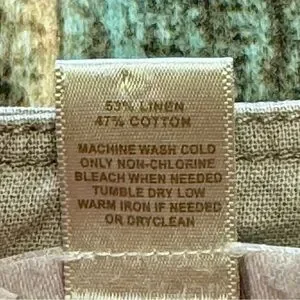 53% LINEN
47% COTTON
MACHINE WASH COLD
ONLY NON-CHLORINE
BLEACH WHEN NEEDED
TUMBLE DRY LOW
WARM IRON IF NEEDED
OR DRYCLEAN